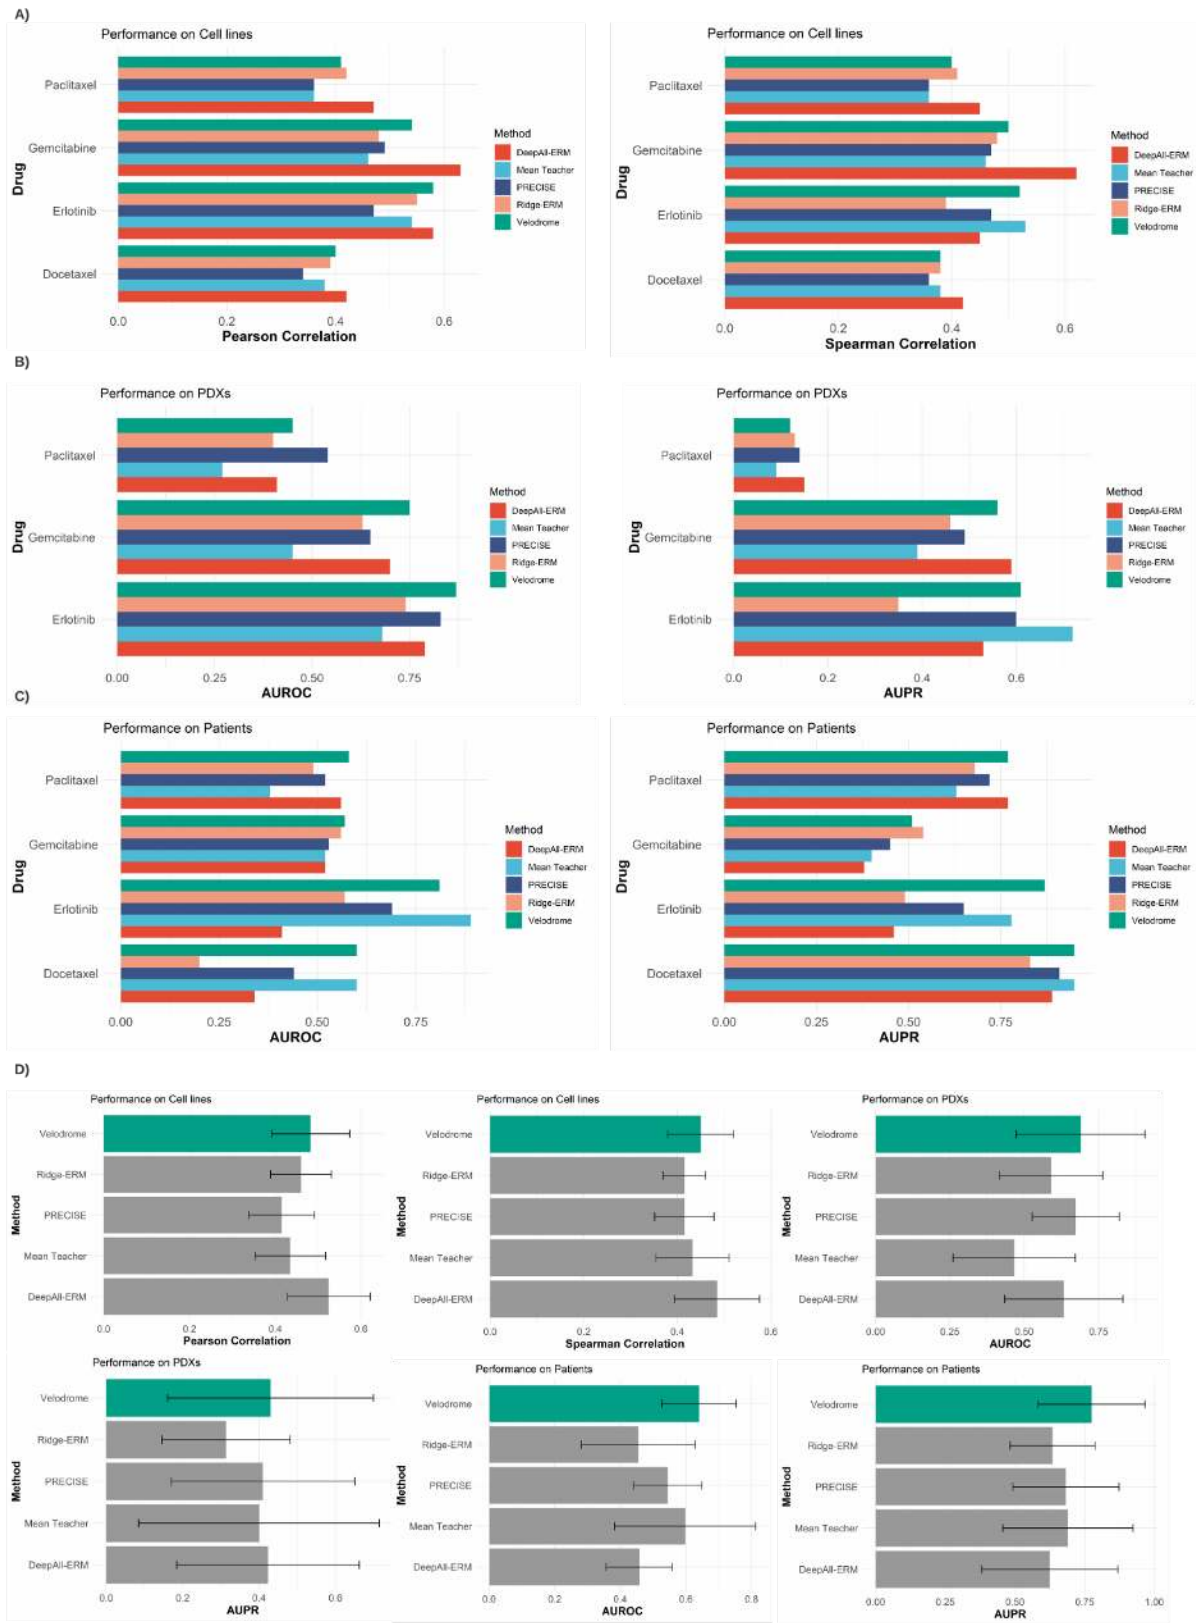 A)
Performance on Cell lines
Drug
Paclitaxel
Gemcitabine
Erlotinib
Docetaxel
0.0 0.2 0.4 0.6
Pearson Correlation
Method
DeepAll-ERM
Mean Teacher
PRECISE
Ridge-ERM
Velodrome
Performance on Cell lines
Drug
Paclitaxel
Gemcitabine
Erlotinib
Docetaxel
0.0 0.2 0.4 0.6
Spearman Correlation
Method
DeepAll-ERM
Mean Teacher
PRECISE
Ridge-ERM
Velodrome
B)
Performance on PDXs
Drug
Paclitaxel
Gemcitabine
Erlotinib
0.00 0.25 0.50 0.75
AUROC
Method
DeepAll-ERM
Mean Teacher
PRECISE
Ridge-ERM
Velodrome
Performance on PDXs
Drug
Paclitaxel
Gemcitabine
Erlotinib
0.0 0.2 0.4 0.6
AUPR
Method
DeepAll-ERM
Mean Teacher
PRECISE
Ridge-ERM
Velodrome
C)
Performance on Patients
Drug
Paclitaxel
Gemcitabine
Erlotinib
Docetaxel
0.00 0.25 0.50 0.75
AUROC
Method
DeepAll-ERM
Mean Teacher
PRECISE
Ridge-ERM
Velodrome
Performance on Patients
Drug
Paclitaxel
Gemcitabine
Erlotinib
Docetaxel
0.00 0.25 0.50 0.75
AUPR
Method
DeepAll-ERM
Mean Teacher
PRECISE
Ridge-ERM
Velodrome
D)
Performance on Cell lines
Method
Velodrome
Ridge-ERM
PRECISE
Mean Teacher
DeepAll-ERM
0.0 0.2 0.4 0.6
Pearson Correlation
Performance on Cell lines
Method
Velodrome
Ridge-ERM
PRECISE
Mean Teacher
DeepAll-ERM
0.0 0.2 0.4 0.6
Spearman Correlation
Performance on PDXs
Method
Velodrome
Ridge-ERM
PRECISE
Mean Teacher
DeepAll-ERM
0.00 0.25 0.50 0.75
AUROC
Performance on PDXs
Method
Velodrome
Ridge-ERM
PRECISE
Mean Teacher
DeepAll-ERM
0.0 0.2 0.4 0.6
AUPR
Performance on Patients
Method
Velodrome
Ridge-ERM
PRECISE
Mean Teacher
DeepAll-ERM
0.0 0.2 0.4 0.6 0.8
AUROC
Performance on Patients
Method
Velodrome
Ridge-ERM
PRECISE
Mean Teacher
DeepAll-ERM
0.00 0.25 0.50 0.75 1.00
AUPR